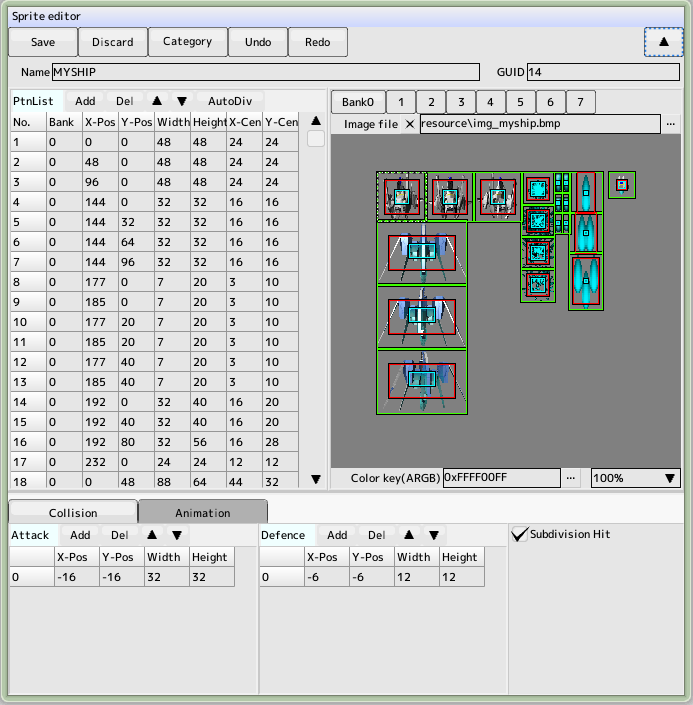 Sprite editor
Save Discard Category Undo Redo ▲
Name MYSHIP GUID 14
PtnList Add Del ▲ ▼ AutoDiv
Bank0 1 2 3 4 5 6 7
Image file × resource\img_myship.bmp ...
No. Bank X-Pos Y-Pos Width Height X-Cen Y-Cen
1 0 0 0 48 48 24 24
2 0 48 0 48 48 24 24
3 0 96 0 48 48 24 24
4 0 144 0 32 32 16 16
5 0 144 32 32 32 16 16
6 0 144 64 32 32 16 16
7 0 144 96 32 32 16 16
8 0 177 0 7 20 3 10
9 0 185 0 7 20 3 10
10 0 177 20 7 20 3 10
11 0 185 20 7 20 3 10
12 0 177 40 7 20 3 10
13 0 185 40 7 20 3 10
14 0 192 0 32 40 16 20
15 0 192 40 32 40 16 20
16 0 192 80 32 56 16 28
17 0 232 0 24 24 12 12
18 0 0 48 88 64 44 32
Color key(ARGB) 0xFFFF00FF ... 100% ▼
Collision Animation
Attack Add Del ▲ ▼
X-Pos Y-Pos Width Height
0 -16 -16 32 32
Defence Add Del ▲ ▼
X-Pos Y-Pos Width Height
0 -6 -6 12 12
Subdivision Hit